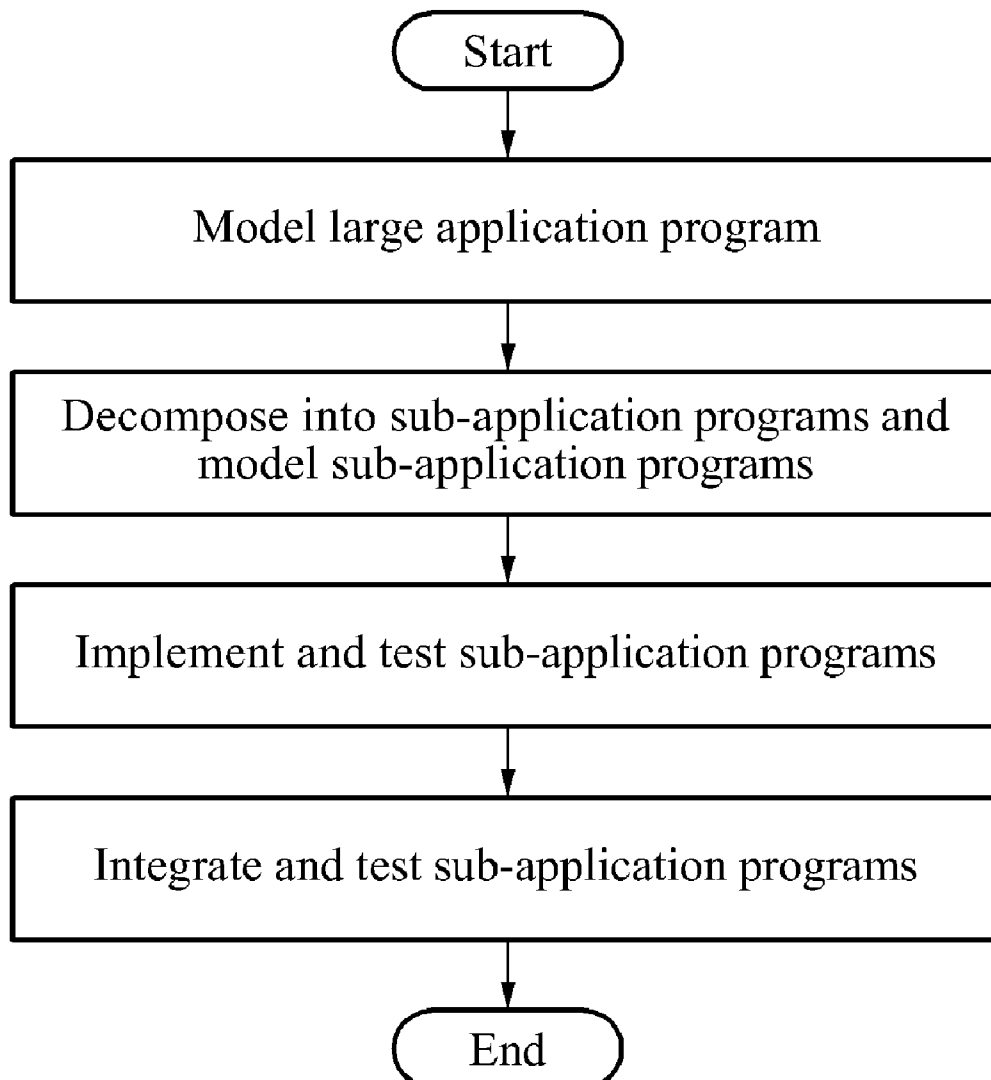 Start
Model large application program
Decompose into sub-application programs and
model sub-application programs
Implement and test sub-application programs
Integrate and test sub-application programs
End